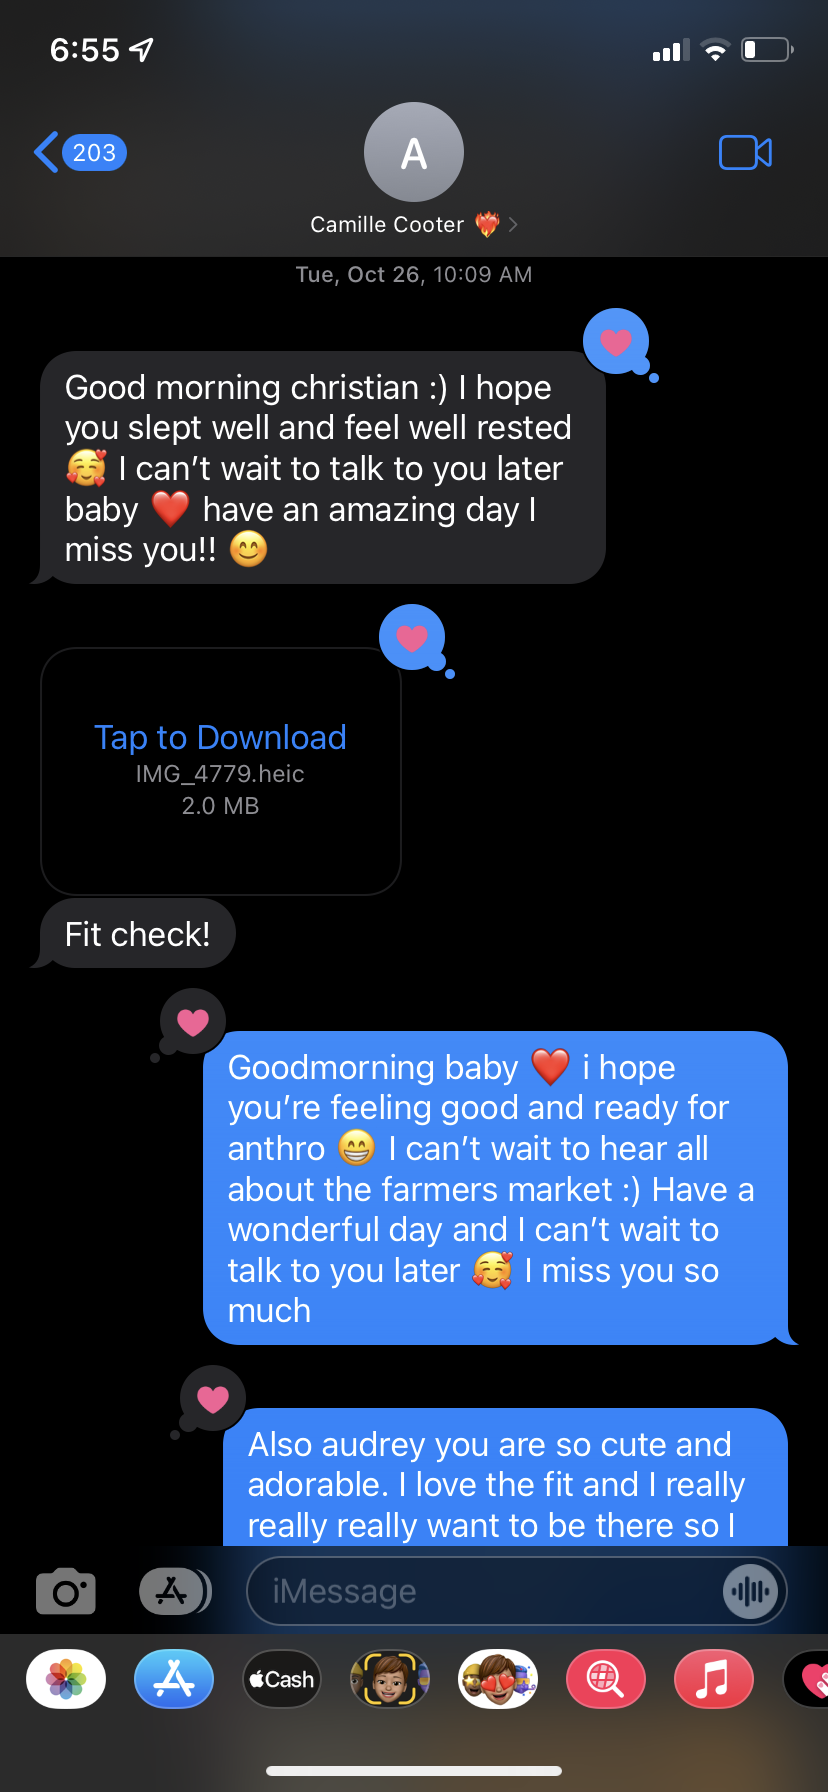 6:55
203
A
Camille Cooter ❤️‍🔥
Tue, Oct 26, 10:09 AM
Good morning christian :) I hope
you slept well and feel well rested
🥰 I can’t wait to talk to you later
baby ❤️ have an amazing day I
miss you!! 😊
Tap to Download
IMG_4779.heic
2.0 MB
Fit check!
Goodmorning baby ❤️ i hope
you’re feeling good and ready for
anthro 😁 I can’t wait to hear all
about the farmers market :) Have a
wonderful day and I can’t wait to
talk to you later 🥰 I miss you so
much
Also audrey you are so cute and
adorable. I love the fit and I really
really really want to be there so I
iMessage
Cash